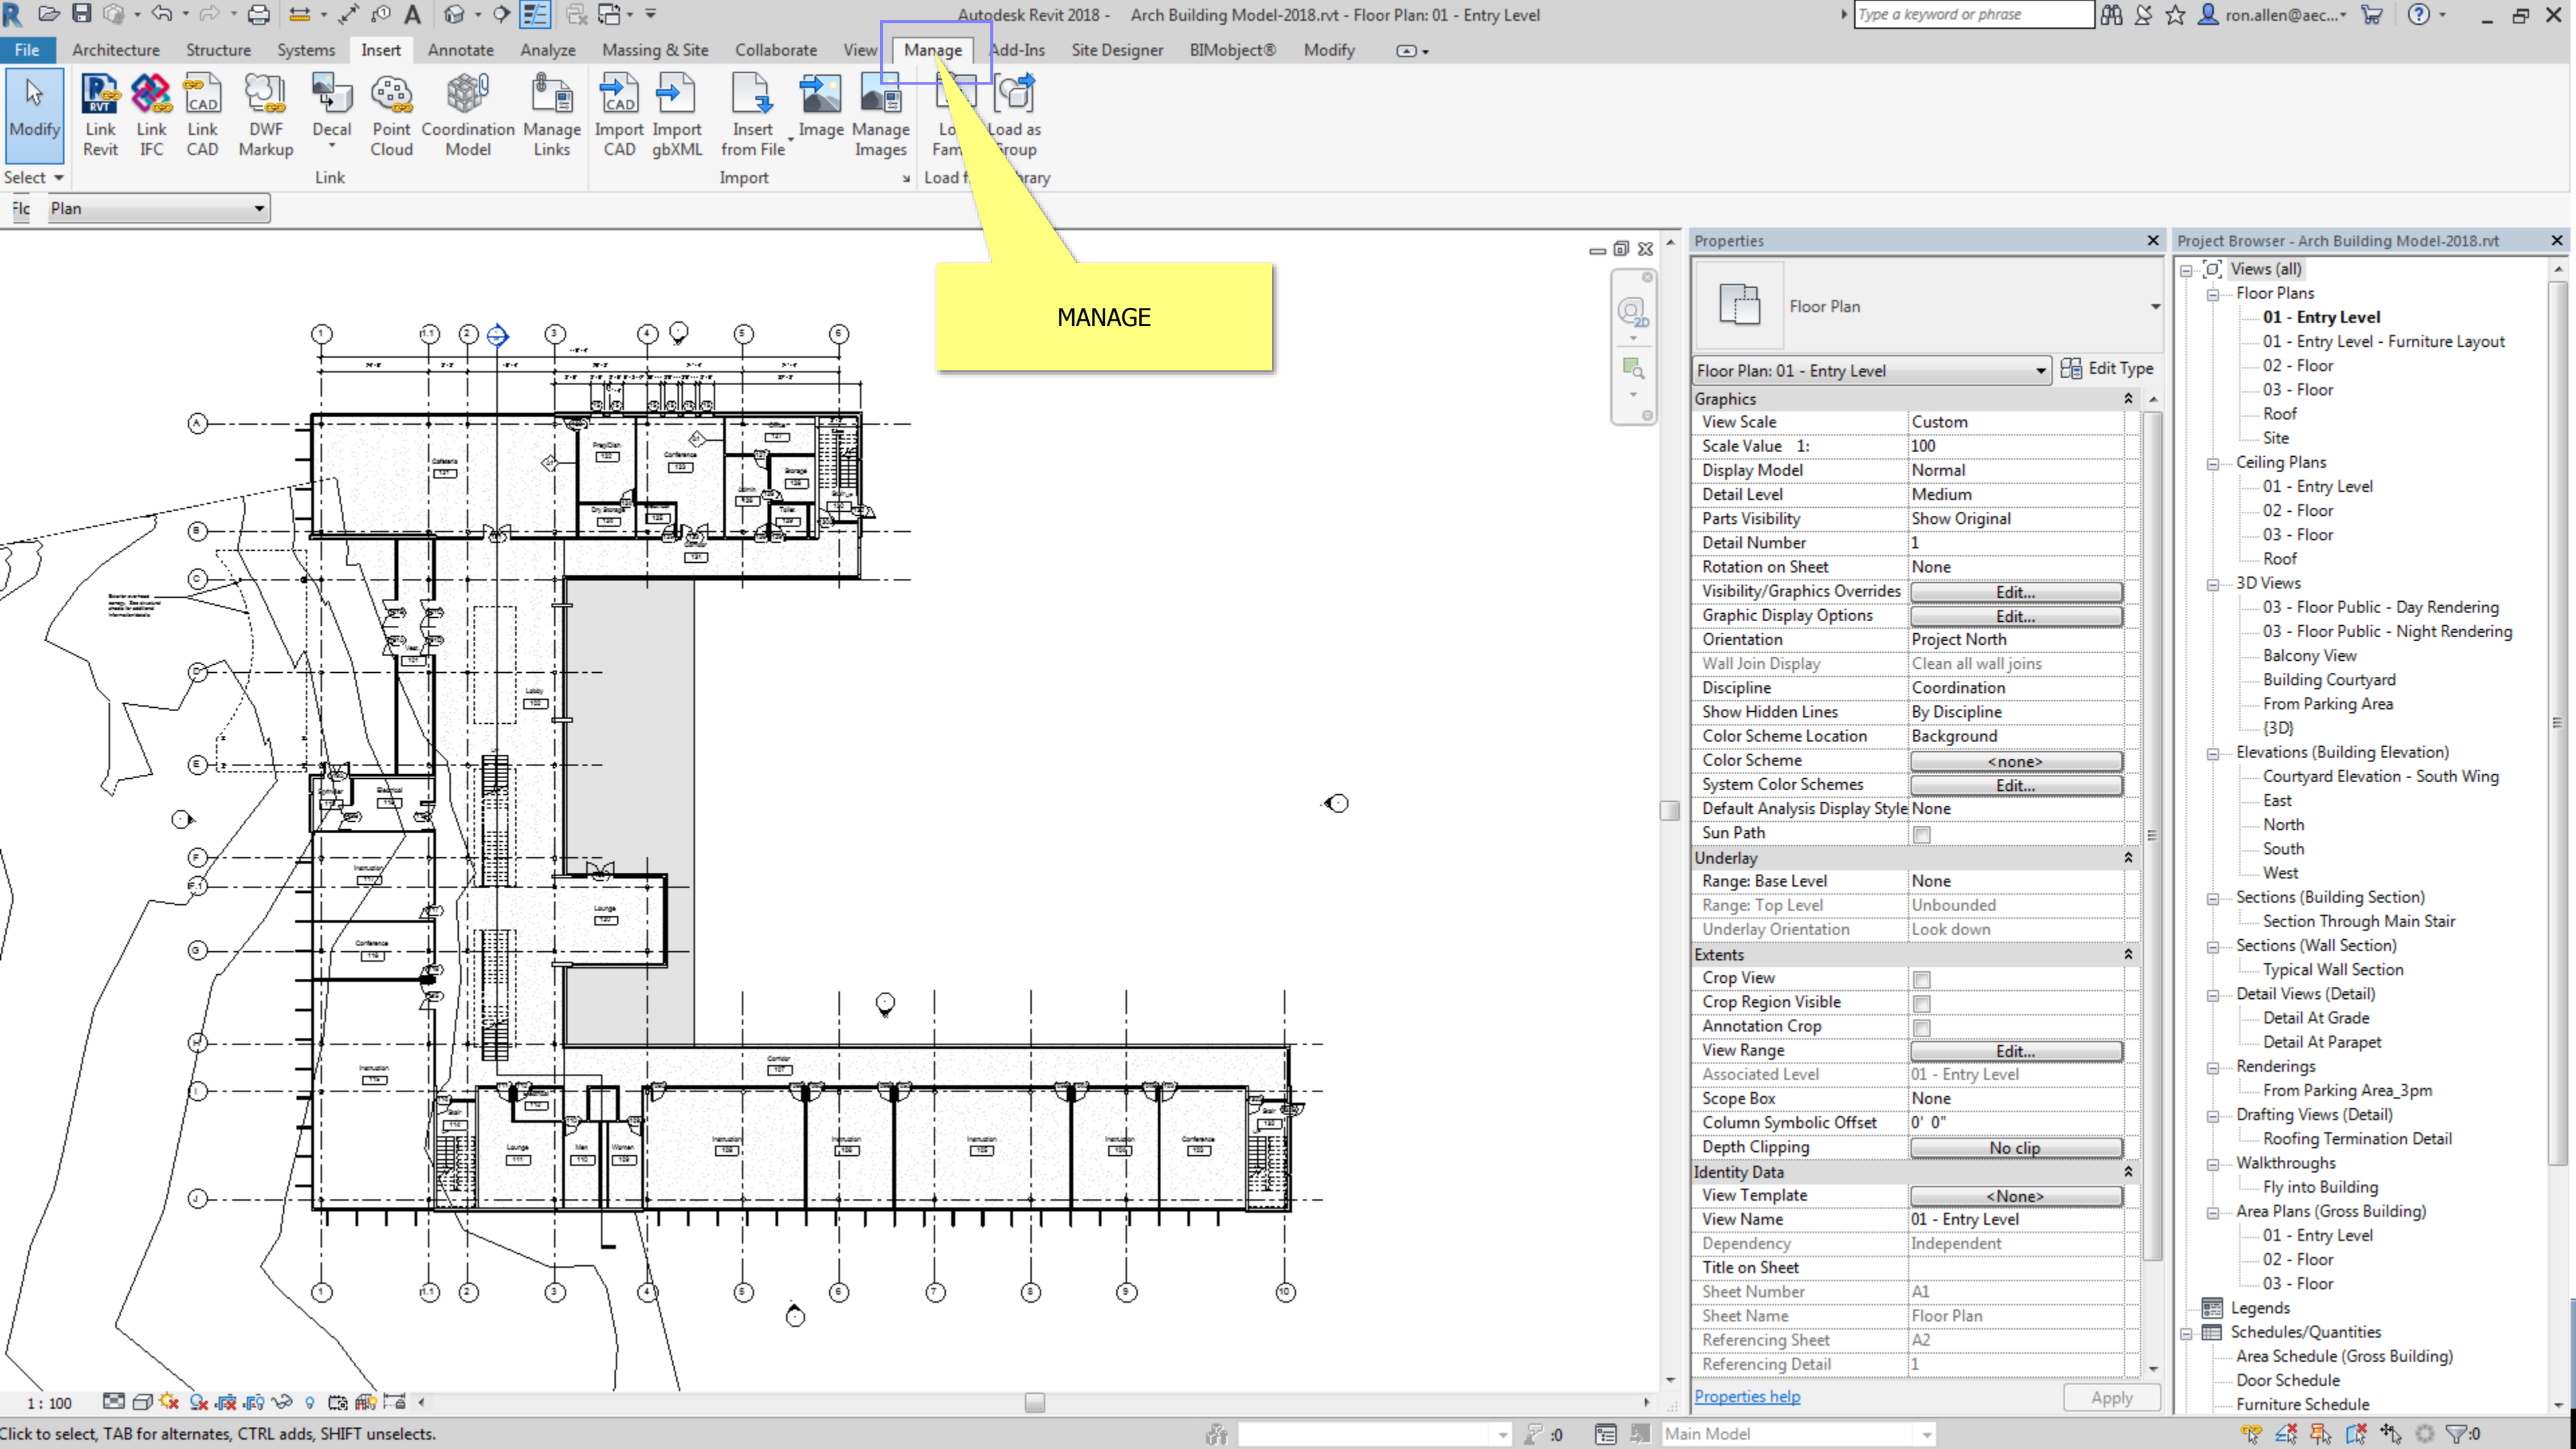 Autodesk Revit 2018 - Arch Building Model-2018.rvt - Floor Plan: 01 - Entry Level
Type a keyword or phrase
ron.allen@aec...
File Architecture Structure Systems Insert Annotate Analyze Massing & Site Collaborate View Manage Add-Ins Site Designer BIMobject® Modify
Modify
Link Revit
Link IFC
Link CAD
DWF Markup
Decal
Point Cloud
Coordination Model
Manage Links
Import CAD
Import gbXML
Insert from File
Image
Manage Images
Load as Group
Select
Link
Import
Plan
MANAGE
Properties
Floor Plan
Floor Plan: 01 - Entry Level
Edit Type
Graphics
View Scale Custom
Scale Value 1: 100
Display Model Normal
Detail Level Medium
Parts Visibility Show Original
Detail Number 1
Rotation on Sheet None
Visibility/Graphics Overrides Edit...
Graphic Display Options Edit...
Orientation Project North
Wall Join Display Clean all wall joins
Discipline Coordination
Show Hidden Lines By Discipline
Color Scheme Location Background
Color Scheme <none>
System Color Schemes Edit...
Default Analysis Display Style None
Sun Path
Underlay
Range: Base Level None
Range: Top Level Unbounded
Underlay Orientation Look down
Extents
Crop View
Crop Region Visible
Annotation Crop
View Range Edit...
Associated Level 01 - Entry Level
Scope Box None
Column Symbolic Offset 0' 0"
Depth Clipping No clip
Identity Data
View Template <None>
View Name 01 - Entry Level
Dependency Independent
Title on Sheet
Sheet Number A1
Sheet Name Floor Plan
Referencing Sheet A2
Referencing Detail 1
Properties help
Apply
Project Browser - Arch Building Model-2018.rvt
Views (all)
Floor Plans
01 - Entry Level
01 - Entry Level - Furniture Layout
02 - Floor
03 - Floor
Roof
Site
Ceiling Plans
01 - Entry Level
02 - Floor
03 - Floor
Roof
3D Views
03 - Floor Public - Day Rendering
03 - Floor Public - Night Rendering
Balcony View
Building Courtyard
From Parking Area
{3D}
Elevations (Building Elevation)
Courtyard Elevation - South Wing
East
North
South
West
Sections (Building Section)
Section Through Main Stair
Sections (Wall Section)
Typical Wall Section
Detail Views (Detail)
Detail At Grade
Detail At Parapet
Renderings
From Parking Area_3pm
Drafting Views (Detail)
Roofing Termination Detail
Walkthroughs
Fly into Building
Area Plans (Gross Building)
01 - Entry Level
02 - Floor
03 - Floor
Legends
Schedules/Quantities
Area Schedule (Gross Building)
Door Schedule
Furniture Schedule
1 : 100
Click to select, TAB for alternates, CTRL adds, SHIFT unselects.
:0
Main Model
:0